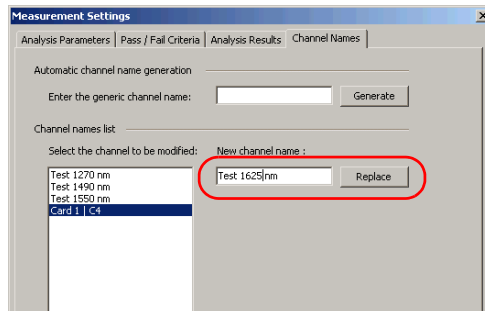 Measurement Settings
Analysis Parameters | Pass / Fail Criteria | Analysis Results | Channel Names
Automatic channel name generation
Enter the generic channel name: Generate
Channel names list
Select the channel to be modified: New channel name :
Test 1270 nm Test 1625 nm Replace
Test 1490 nm
Test 1550 nm
Card 1 | C4